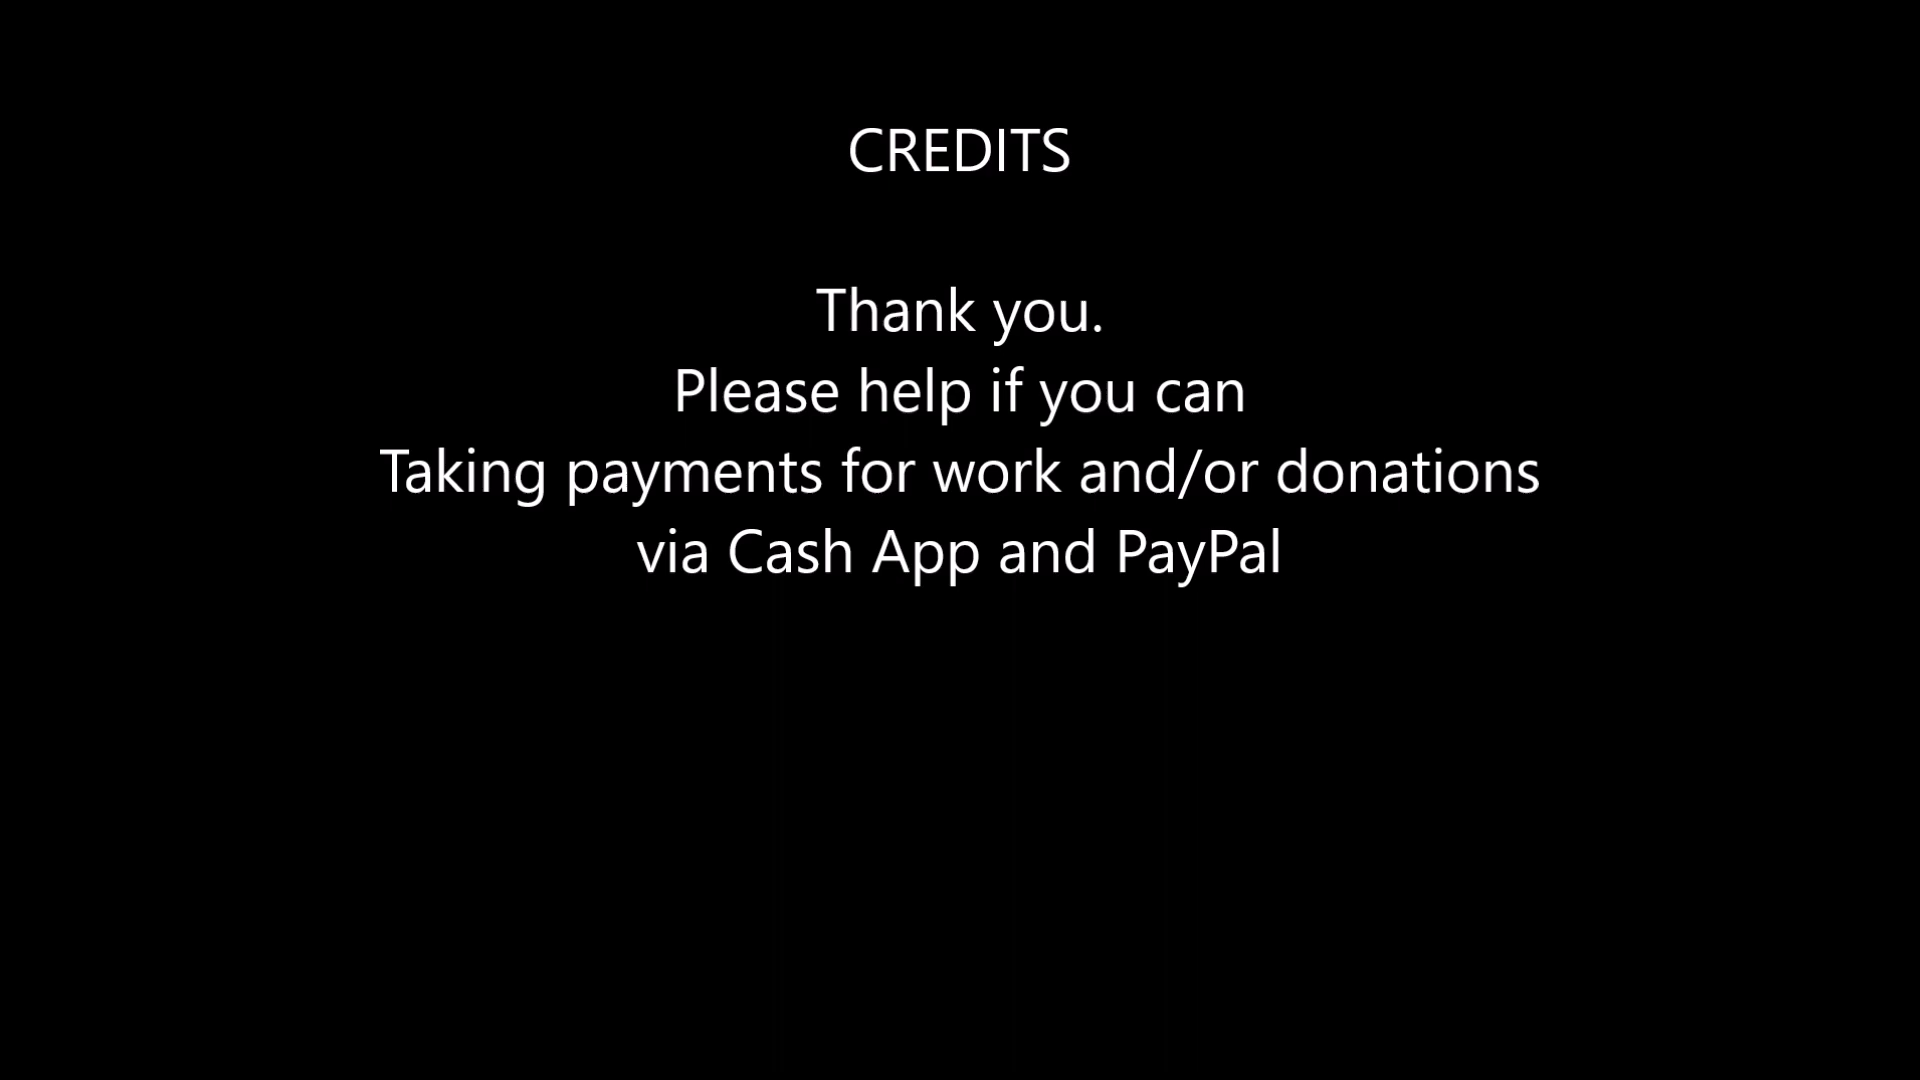 CREDITS
Thank you.
Please help if you can
Taking payments for work and/or donations
via Cash App and PayPal